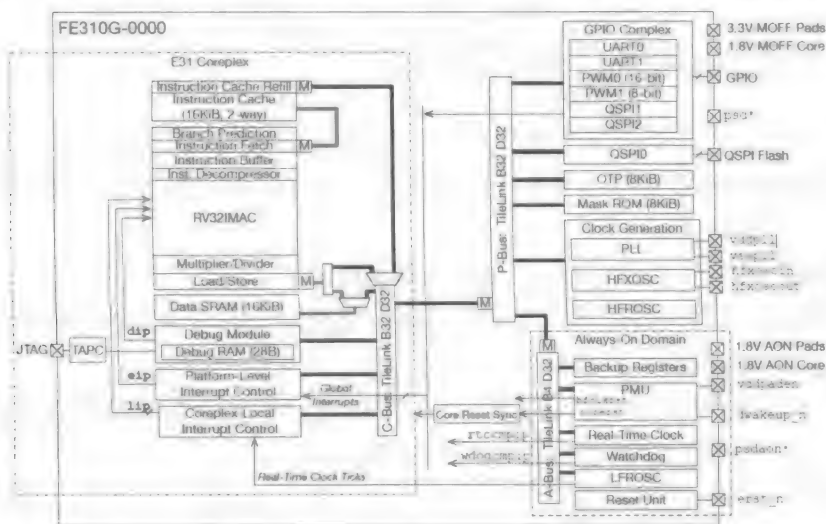 FE310G-0000
E31 Coreplex
Instruction Cache Refill
M
Instruction Cache
(16KiB, 2-way)
Branch Prediction
Instruction Fetch
M
Instruction Buffer
Inst. Decompressor
RV32IMAC
Multiplier/Divider
Load/Store
M
Data SRAM (16KiB)
Debug Module
Debug RAM (28B)
Platform-Level
Interrupt Control
Coreplex-Local
Interrupt Control
dip
eip
lip
JTAG
TAPC
C-Bus: TileLink B32 D32
Global
Interrupts
Real-Time Clock Ticks
M
P-Bus: TileLink B32 D32
GPIO Complex
UART0
UART1
PWM0 (16-bit)
PWM1 (8-bit)
QSPI1
QSPI2
QSPI0
OTP (8KiB)
Mask ROM (8KiB)
Clock Generation
PLL
HFXOSC
HFROSC
3.3V MOFF Pads
1.8V MOFF Core
GPIO
QSPI Flash
M
A-Bus: TileLink B4 D32
Always-On Domain
Backup Registers
PMU
Core Reset Sync
Real-Time Clock
Watchdog
LFROSC
Reset Unit
rtccmpip
wdogcmpip
1.8V AON Pads
1.8V AON Core
dwakeup_n
erst_n